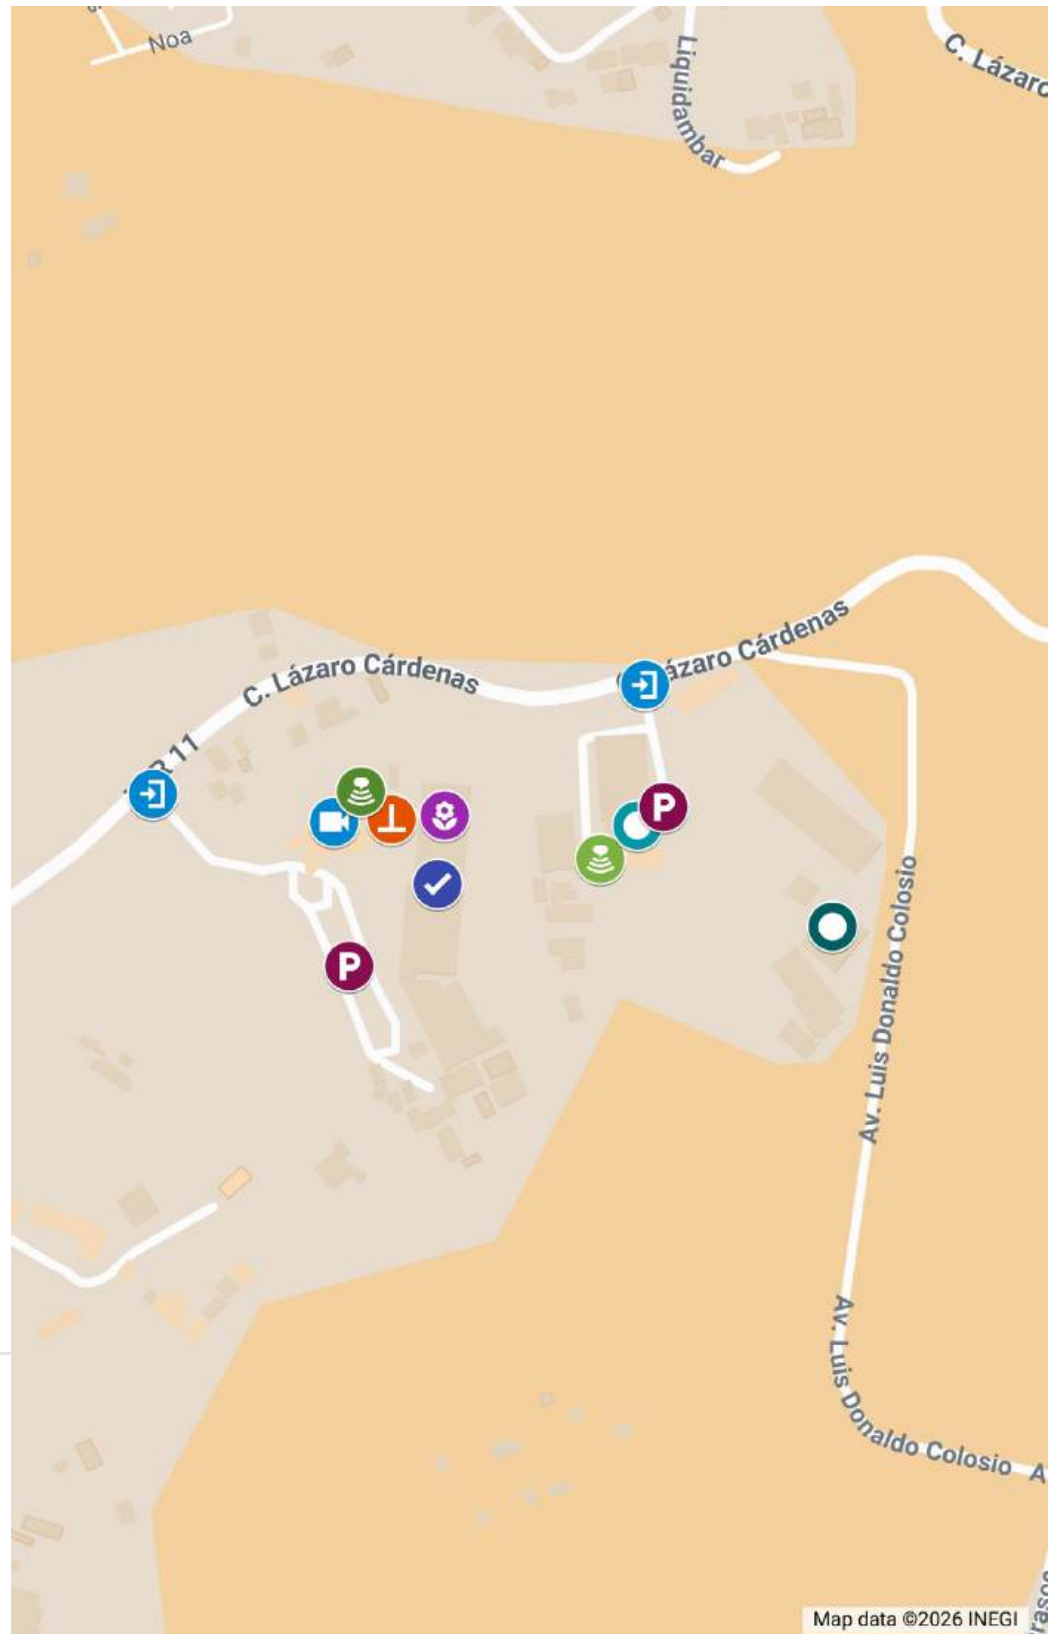 Noa
Liquidambar
C. Lázaro
C. Lázaro Cárdenas
ázaro Cárdenas
R 11
P
P
Av. Luis Donaldo Colosio
Av. Luis Donaldo Colosio
A
Map data ©2026 INEGI